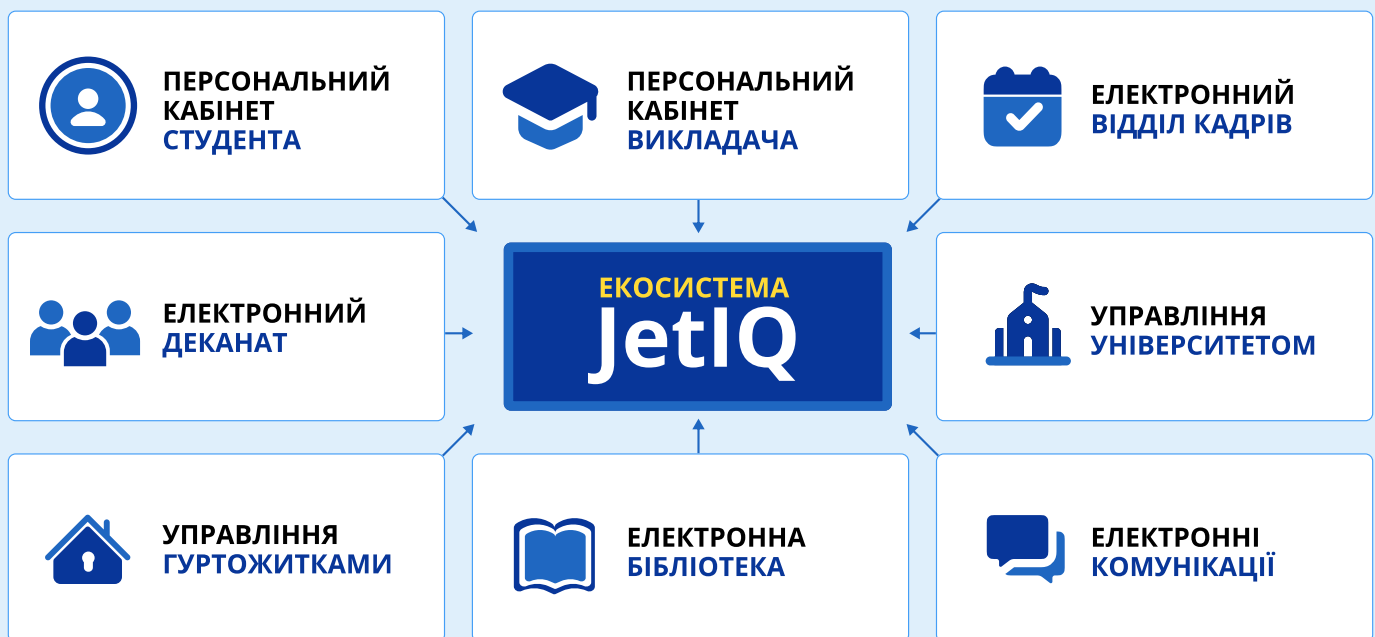 ПЕРСОНАЛЬНИЙ
КАБІНЕТ
СТУДЕНТА
ПЕРСОНАЛЬНИЙ
КАБІНЕТ
ВИКЛАДАЧА
ЕЛЕКТРОННИЙ
ВІДДІЛ КАДРІВ
ЕЛЕКТРОННИЙ
ДЕКАНАТ
ЕКОСИСТЕМА
JetIQ
УПРАВЛІННЯ
УНІВЕРСИТЕТОМ
УПРАВЛІННЯ
ГУРТОЖИТКАМИ
ЕЛЕКТРОННА
БІБЛІОТЕКА
ЕЛЕКТРОННІ
КОМУНІКАЦІЇ